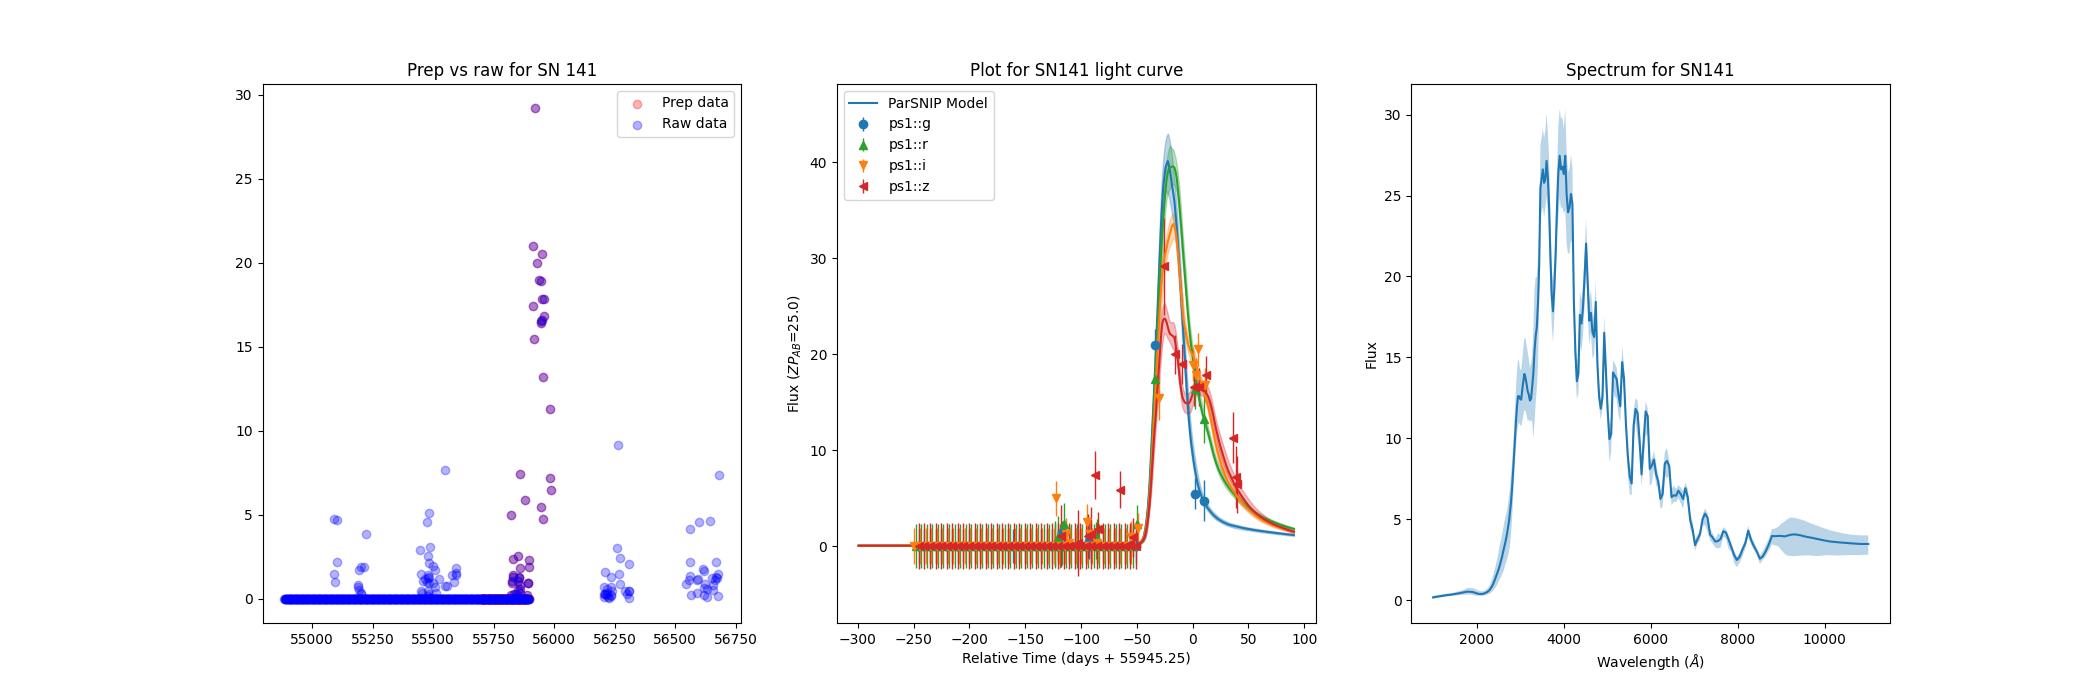 Prep vs raw for SN 141
Prep data
Raw data
30
25
20
15
10
5
0
55000 55250 55500 55750 56000 56250 56500 56750
Plot for SN141 light curve
ParSNIP Model
ps1::g
ps1::r
ps1::i
ps1::z
Flux (ZP_AB=25.0)
40
30
20
10
0
−300 −250 −200 −150 −100 −50 0 50 100
Relative Time (days + 55945.25)
Spectrum for SN141
Flux
30
25
20
15
10
5
0
2000 4000 6000 8000 10000
Wavelength (Å)